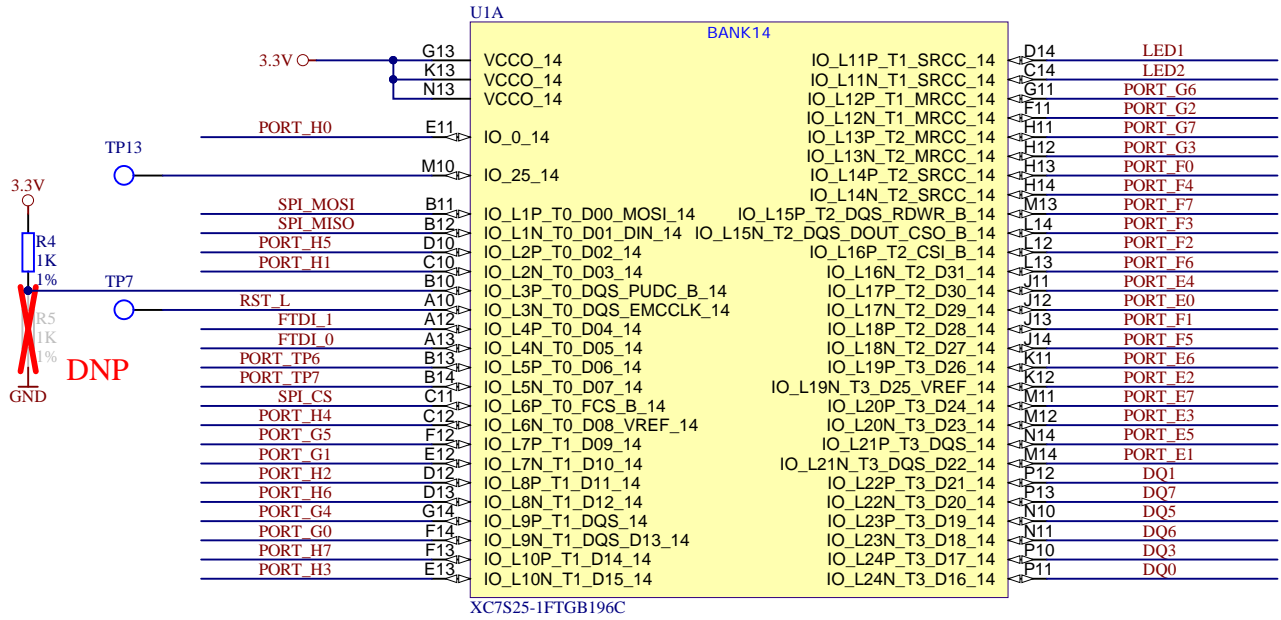 U1A
BANK14
3.3V G13 VCCO_14 IO_L11P_T1_SRCC_14 D14 LED1
K13 VCCO_14 IO_L11N_T1_SRCC_14 C14 LED2
N13 VCCO_14 IO_L12P_T1_MRCC_14 G11 PORT_G6
IO_L12N_T1_MRCC_14 F11 PORT_G2
PORT_H0 E11 IO_0_14 IO_L13P_T2_MRCC_14 H11 PORT_G7
TP13 IO_L13N_T2_MRCC_14 H12 PORT_G3
M10 IO_25_14 IO_L14P_T2_SRCC_14 H13 PORT_F0
3.3V IO_L14N_T2_SRCC_14 H14 PORT_F4
SPI_MOSI B11 IO_L1P_T0_D00_MOSI_14 IO_L15P_T2_DQS_RDWR_B_14 M13 PORT_F7
SPI_MISO B12 IO_L1N_T0_D01_DIN_14 IO_L15N_T2_DQS_DOUT_CSO_B_14 L14 PORT_F3
R4 PORT_H5 D10 IO_L2P_T0_D02_14 IO_L16P_T2_CSI_B_14 L12 PORT_F2
1K PORT_H1 C10 IO_L2N_T0_D03_14 IO_L16N_T2_D31_14 L13 PORT_F6
1% TP7 B10 IO_L3P_T0_DQS_PUDC_B_14 IO_L17P_T2_D30_14 J11 PORT_E4
RST_L A10 IO_L3N_T0_DQS_EMCCLK_14 IO_L17N_T2_D29_14 J12 PORT_E0
R5 FTDI_1 A12 IO_L4P_T0_D04_14 IO_L18P_T2_D28_14 J13 PORT_F1
1K FTDI_0 A13 IO_L4N_T0_D05_14 IO_L18N_T2_D27_14 J14 PORT_F5
1% PORT_TP6 B13 IO_L5P_T0_D06_14 IO_L19P_T3_D26_14 K11 PORT_E6
DNP PORT_TP7 B14 IO_L5N_T0_D07_14 IO_L19N_T3_D25_VREF_14 K12 PORT_E2
GND SPI_CS C11 IO_L6P_T0_FCS_B_14 IO_L20P_T3_D24_14 M11 PORT_E7
PORT_H4 C12 IO_L6N_T0_D08_VREF_14 IO_L20N_T3_D23_14 M12 PORT_E3
PORT_G5 F12 IO_L7P_T1_D09_14 IO_L21P_T3_DQS_14 N14 PORT_E5
PORT_G1 E12 IO_L7N_T1_D10_14 IO_L21N_T3_DQS_D22_14 M14 PORT_E1
PORT_H2 D12 IO_L8P_T1_D11_14 IO_L22P_T3_D21_14 P12 DQ1
PORT_H6 D13 IO_L8N_T1_D12_14 IO_L22N_T3_D20_14 P13 DQ7
PORT_G4 G14 IO_L9P_T1_DQS_14 IO_L23P_T3_D19_14 N10 DQ5
PORT_G0 F14 IO_L9N_T1_DQS_D13_14 IO_L23N_T3_D18_14 N11 DQ6
PORT_H7 F13 IO_L10P_T1_D14_14 IO_L24P_T3_D17_14 P10 DQ3
PORT_H3 E13 IO_L10N_T1_D15_14 IO_L24N_T3_D16_14 P11 DQ0
XC7S25-1FTGB196C